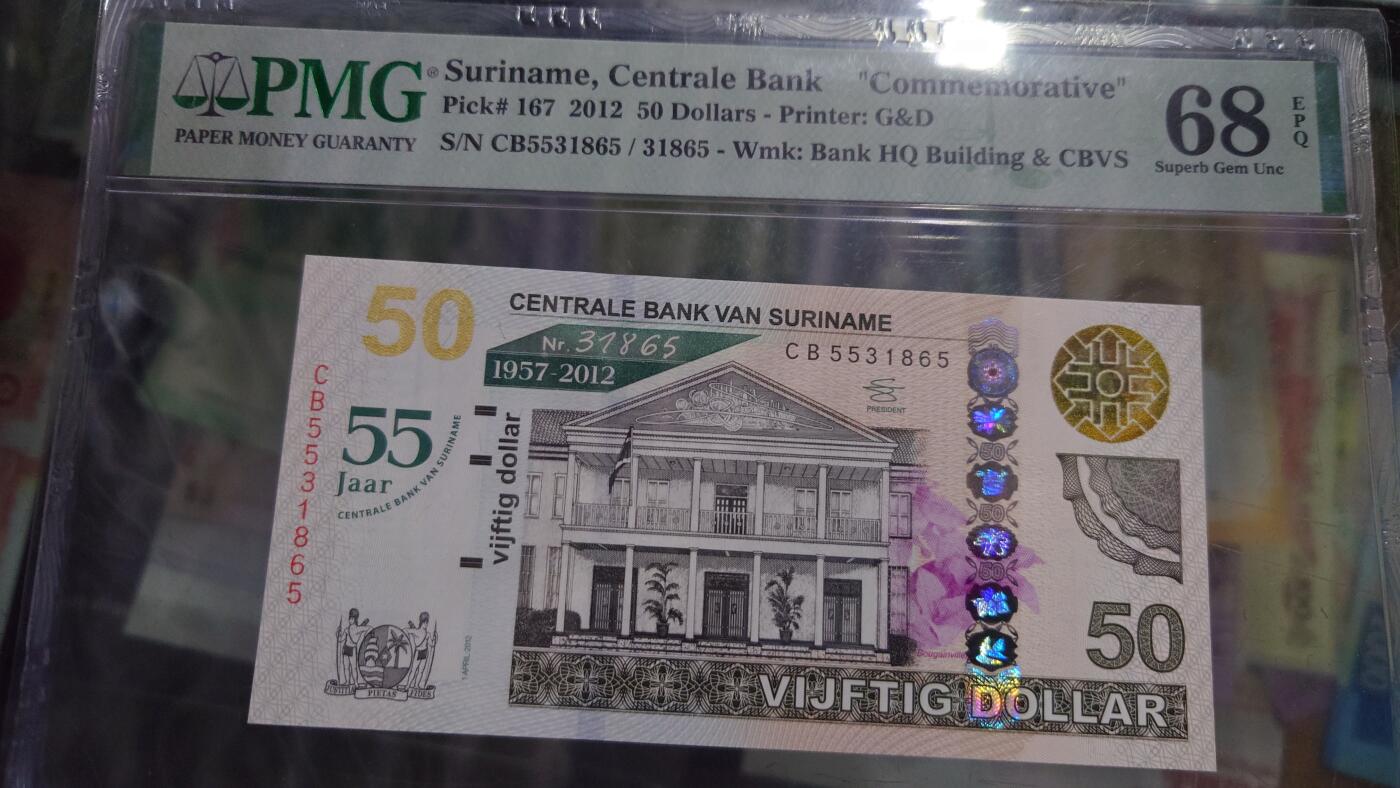 PMG®
PAPER MONEY GUARANTY
Suriname, Centrale Bank "Commemorative"
Pick# 167 2012 50 Dollars - Printer: G&D
S/N CB5531865 / 31865 - Wmk: Bank HQ Building & CBVS
68
EPQ
Superb Gem Unc
50
CENTRALE BANK VAN SURINAME
Nr. 31865
CB5531865
1957-2012
PRESIDENT
CB5531865
55
Jaar
CENTRALE BANK VAN SURINAME
vijftig dollar
50
50
50
Bougainville
50
1 APRIL 2012
JUSTITIA PIETAS FIDES
VIJFTIG DOLLAR